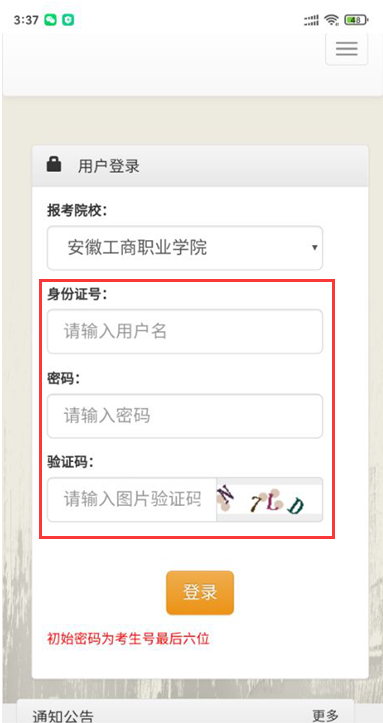 3:37
48
用户登录
报考院校：
安徽工商职业学院
身份证号：
请输入用户名
密码：
请输入密码
验证码：
请输入图片验证码
N7LD
登录
初始密码为考生号最后六位
通知公告 更多